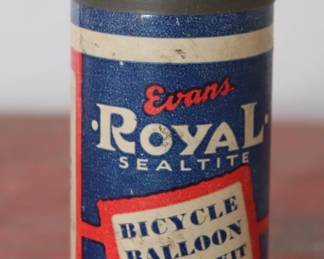 Evans
·ROYAL·
SEALTITE
BICYCLE
BALLOON